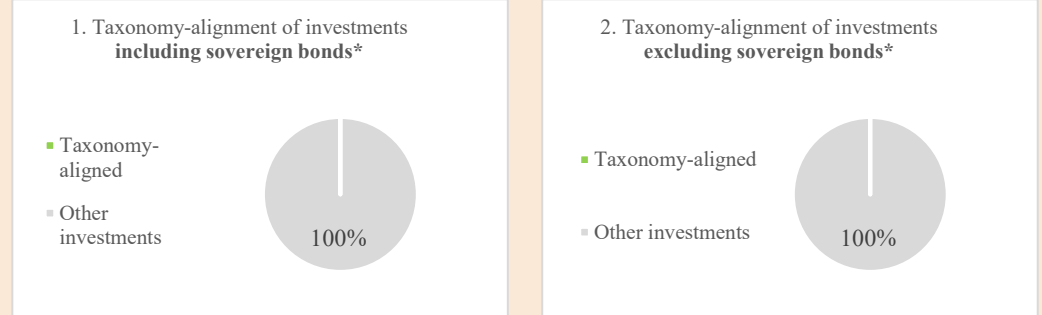 1. Taxonomy-alignment of investments
including sovereign bonds*
Taxonomy-
aligned
Other
investments
100%
2. Taxonomy-alignment of investments
excluding sovereign bonds*
Taxonomy-aligned
Other investments
100%